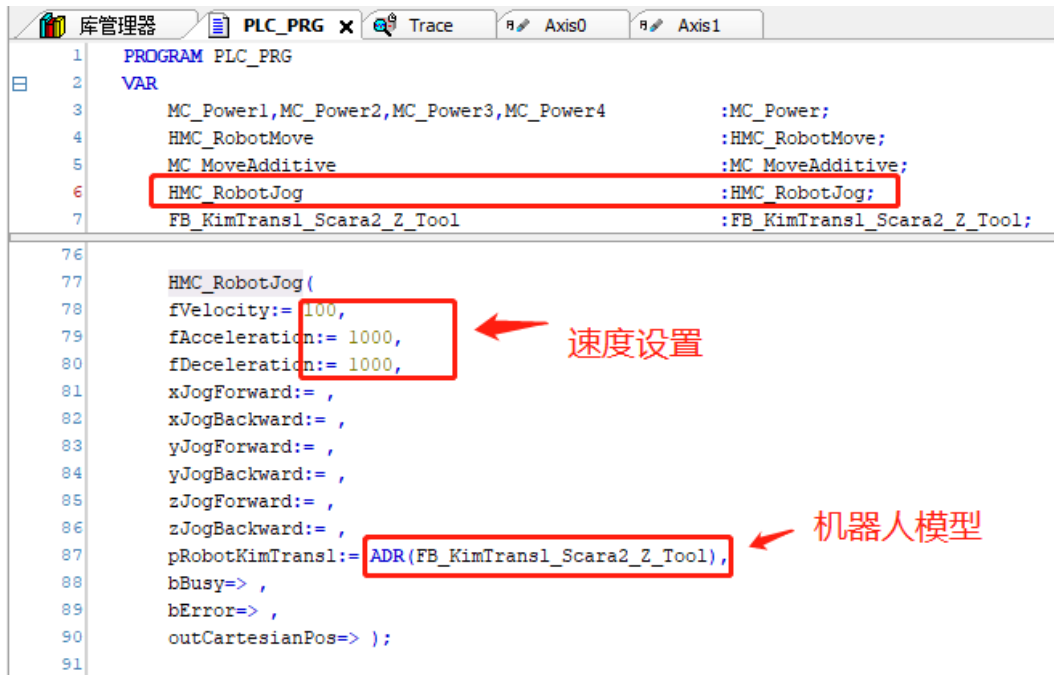 库管理器 PLC_PRG Trace Axis0 Axis1
1 PROGRAM PLC_PRG
2 VAR
3 MC_Power1,MC_Power2,MC_Power3,MC_Power4 :MC_Power;
4 HMC_RobotMove :HMC_RobotMove;
5 MC_MoveAdditive :MC_MoveAdditive;
6 HMC_RobotJog :HMC_RobotJog;
7 FB_KimTransl_Scara2_Z_Tool :FB_KimTransl_Scara2_Z_Tool;
76
77 HMC_RobotJog(
78 fVelocity:= 100,
79 fAcceleration:= 1000,
速度设置
80 fDeceleration:= 1000,
81 xJogForward:= ,
82 xJogBackward:= ,
83 yJogForward:= ,
84 yJogBackward:= ,
85 zJogForward:= ,
86 zJogBackward:= ,
机器人模型
87 pRobotKimTransl:= ADR(FB_KimTransl_Scara2_Z_Tool),
88 bBusy=> ,
89 bError=> ,
90 outCartesianPos=> );
91